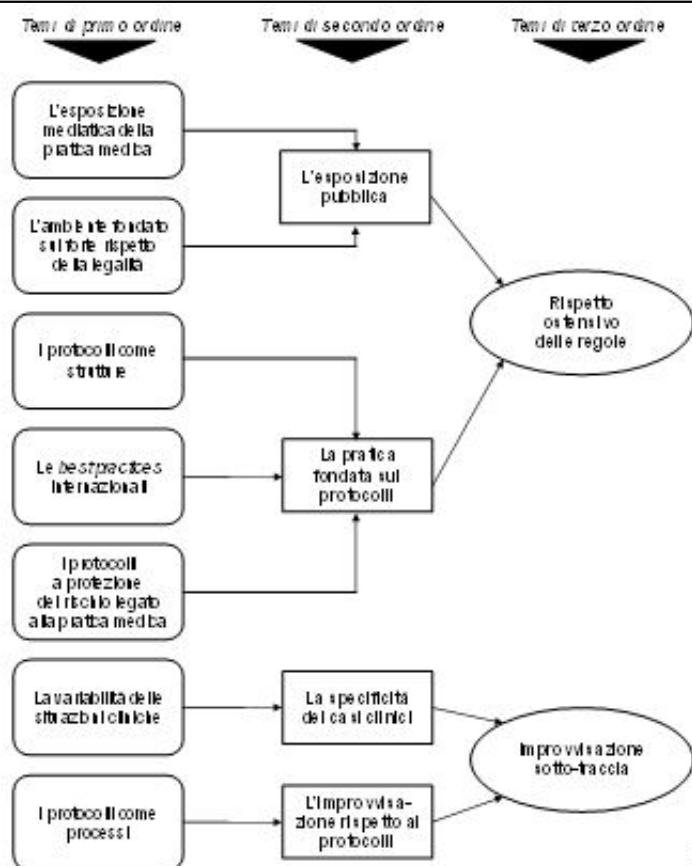 Temi di primo ordine
Temi di secondo ordine
Temi di terzo ordine
L'esposizione
mediatica della
pratica medica
L'ambiente fondato
sul forte rispetto
della legalità
I protocolli come
strutture
Le best practices
internazionali
I protocolli
a protezione
del rischio legato
alla pratica medica
La variabilità delle
situazioni cliniche
I protocolli come
processi
L'esposizione
pubblica
La pratica
fondata sui
protocolli
La specificità
dei casi clinici
L'improvvisa-
zione rispetto ai
protocolli
Rispetto
ostensivo
delle regole
Improvvisazione
sotto-traccia